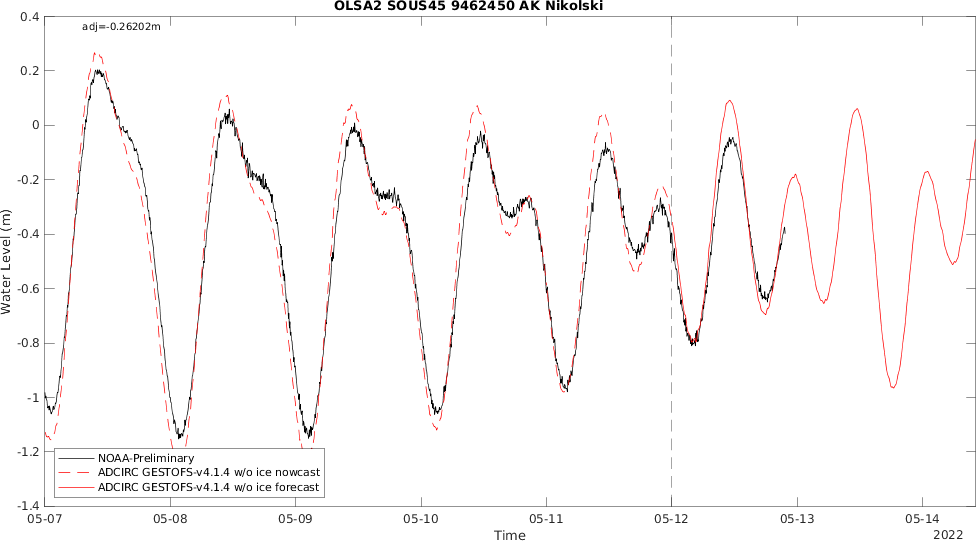 OLSA2 SOUS45 9462450 AK Nikolski
adj=-0.26202m
0.4
0.2
0
-0.2
-0.4
-0.6
-0.8
-1
-1.2
-1.4
Water Level (m)
NOAA-Preliminary
ADCIRC GESTOFS-v4.1.4 w/o ice nowcast
ADCIRC GESTOFS-v4.1.4 w/o ice forecast
05-07 05-08 05-09 05-10 05-11 05-12 05-13 05-14
Time
2022